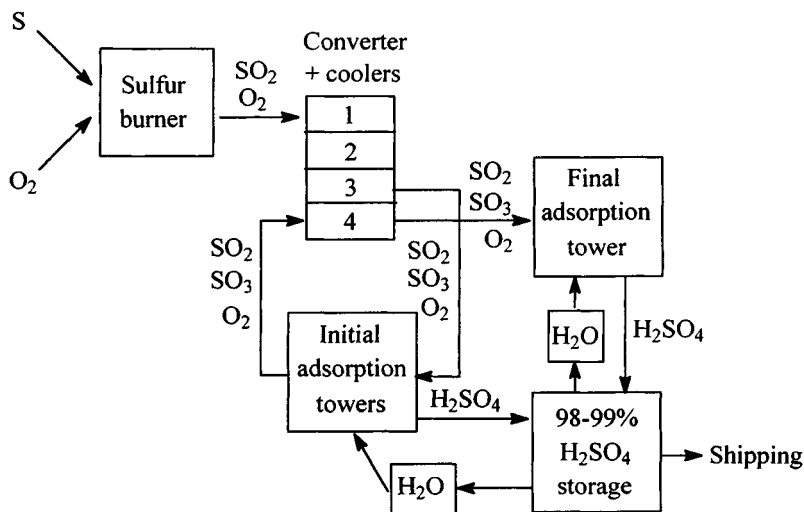 S
O₂
Sulfur
burner
SO₂
O₂
Converter
+ coolers
1
2
3
4
SO₂
SO₃
O₂
Final
adsorption
tower
SO₂
SO₃
O₂
SO₂
SO₃
O₂
Initial
adsorption
towers
H₂SO₄
H₂O
H₂SO₄
98-99%
H₂SO₄
storage
Shipping
H₂O